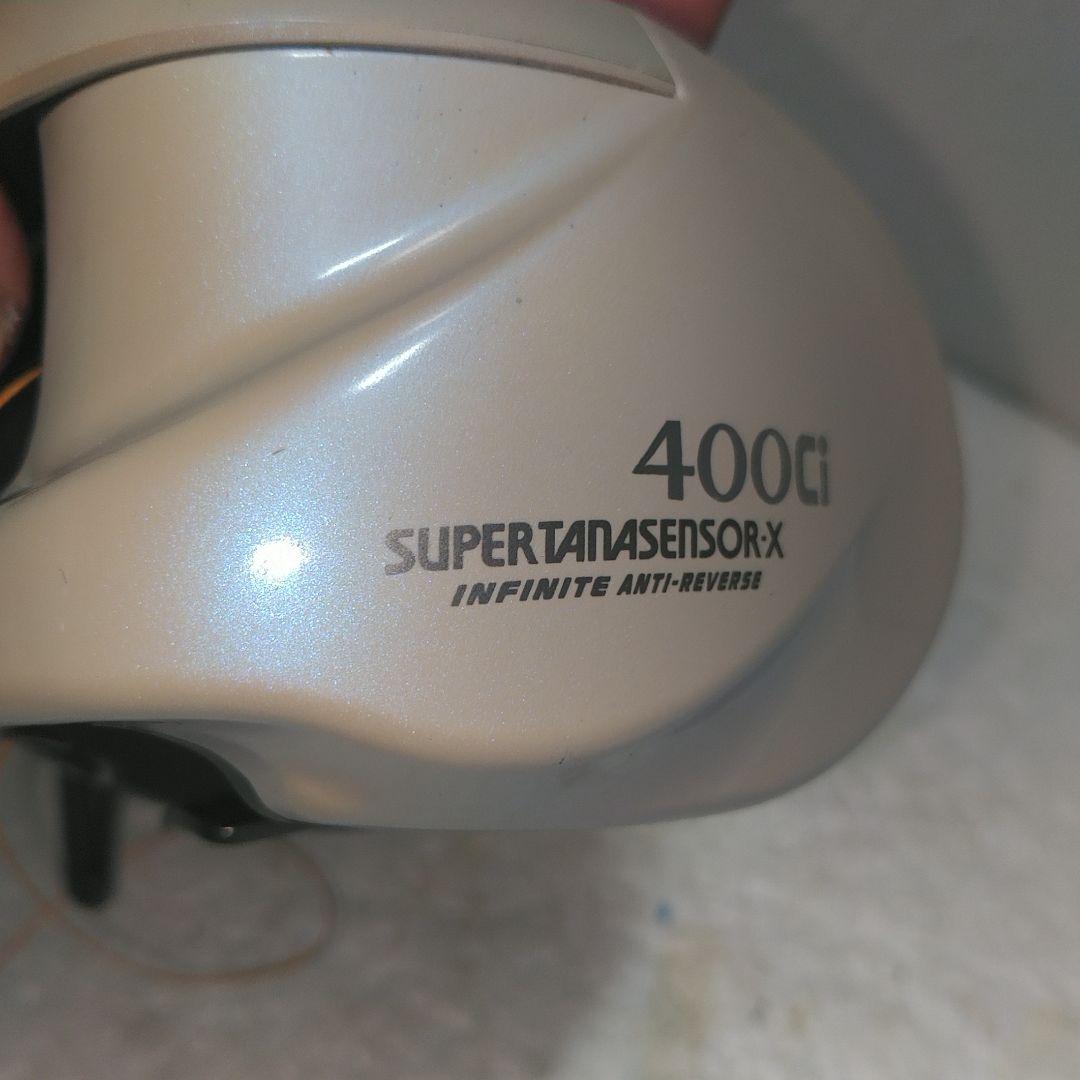 400Ci
SUPERTANASENSOR·X
INFINITE ANTI-REVERSE